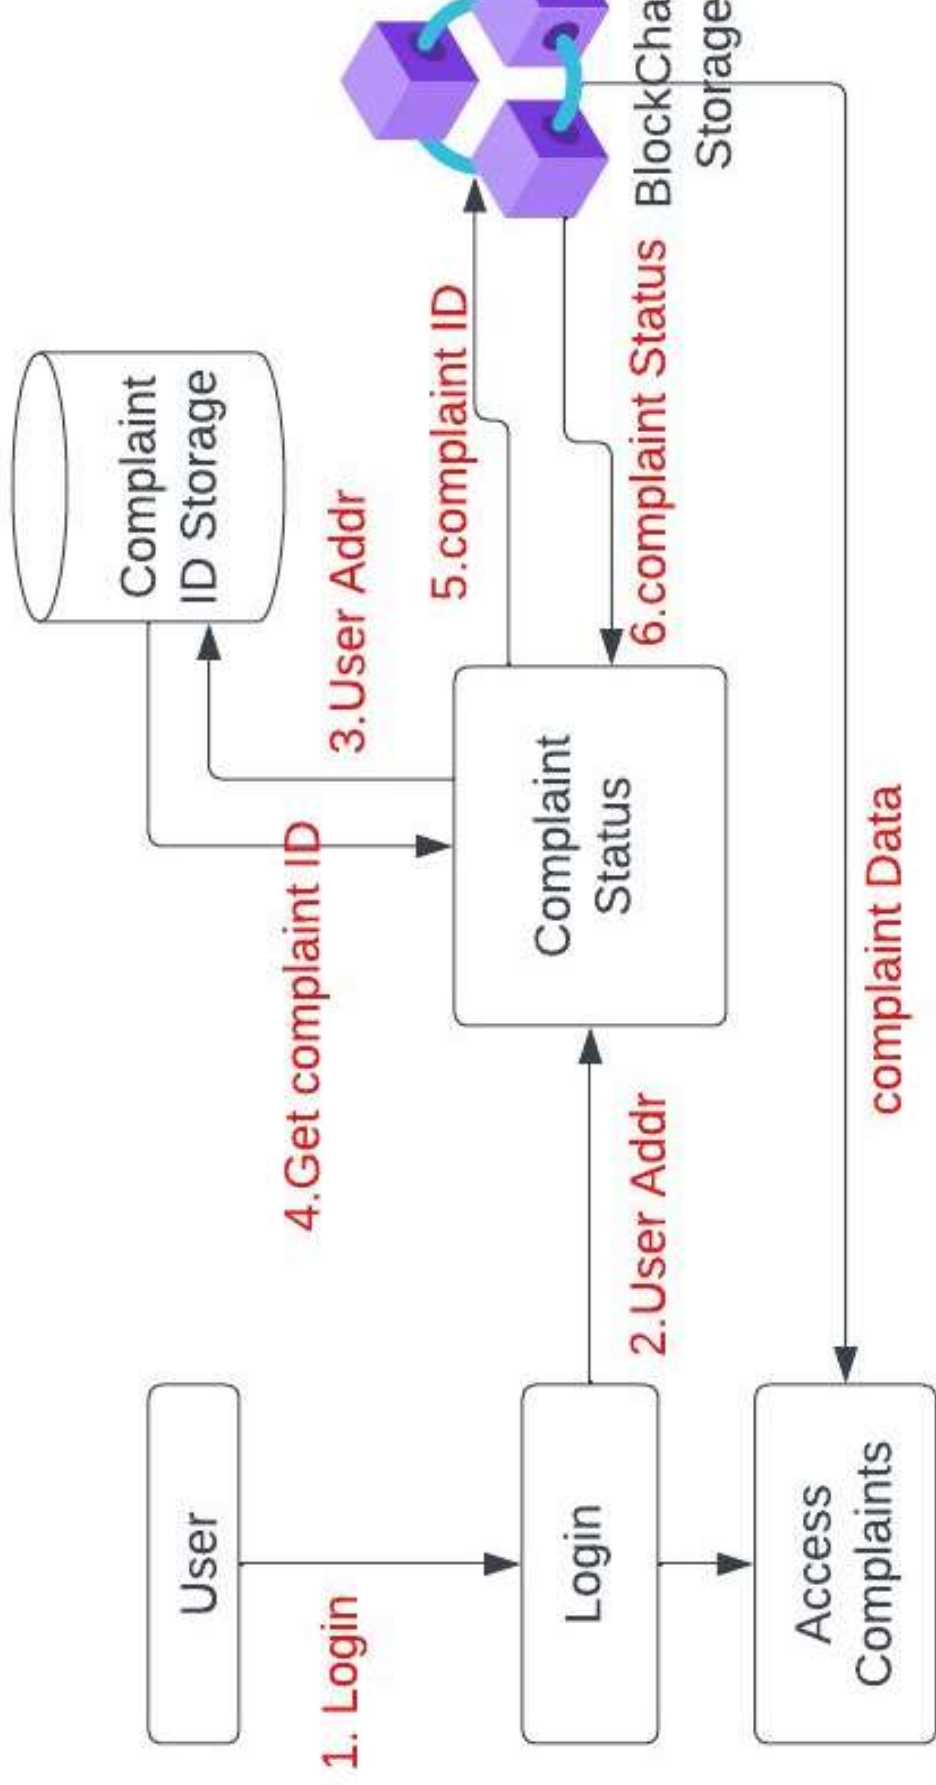 User
1. Login
Login
Access
Complaints
2.User Addr
Complaint
Status
3.User Addr
4.Get complaint ID
Complaint
ID Storage
5.complaint ID
6.complaint Status
BlockCha
Storage
complaint Data